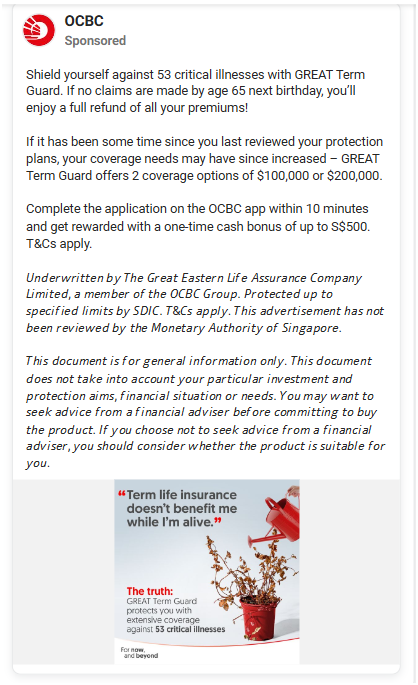 OCBC
Sponsored
Shield yourself against 53 critical illnesses with GREAT Term
Guard. If no claims are made by age 65 next birthday, you'll
enjoy a full refund of all your premiums!
If it has been some time since you last reviewed your protection
plans, your coverage needs may have since increased – GREAT
Term Guard offers 2 coverage options of $100,000 or $200,000.
Complete the application on the OCBC app within 10 minutes
and get rewarded with a one-time cash bonus of up to S$500.
T&Cs apply.
Underwritten by The Great Eastern Life Assurance Company
Limited, a member of the OCBC Group. Protected up to
specified limits by SDIC. T&Cs apply. This advertisement has not
been reviewed by the Monetary Authority of Singapore.
This document is for general information only. This document
does not take into account your particular investment and
protection aims, financial situation or needs. You may want to
seek advice from a financial adviser before committing to buy
the product. If you choose not to seek advice from a financial
adviser, you should consider whether the product is suitable for
you.
“Term life insurance
doesn't benefit me
while I'm alive.”
The truth:
GREAT Term Guard
protects you with
extensive coverage
against 53 critical illnesses
For now,
and beyond